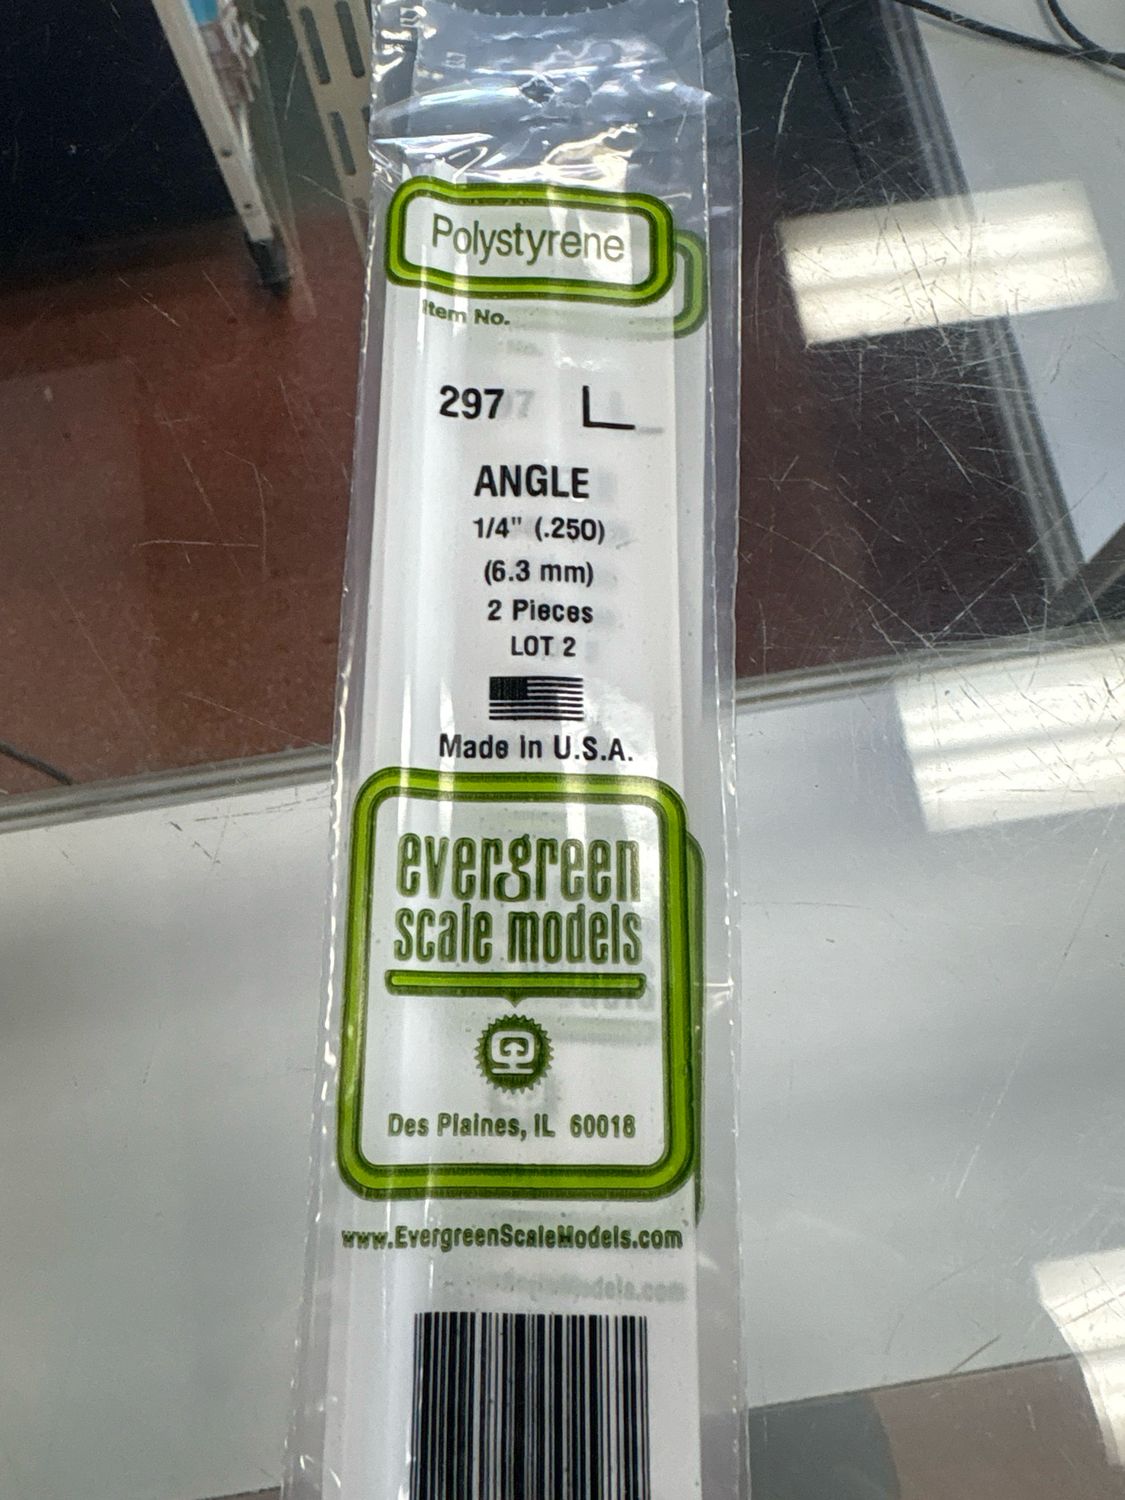 Polystyrene
Item No.
297
ANGLE
1/4" (.250)
(6.3 mm)
2 Pieces
LOT 2
Made in U.S.A.
evergreen
scale models
Des Plaines, IL 60018
www.EvergreenScaleModels.com